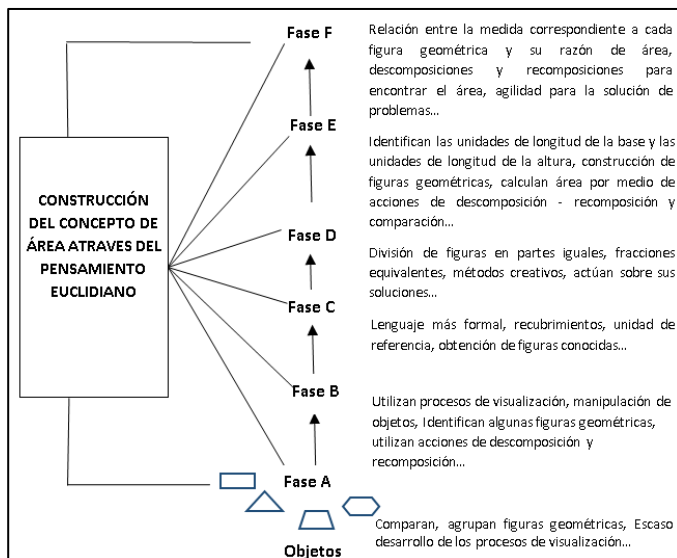 Fase F
Relación entre la medida correspondiente a cada
figura geométrica y su razón de área,
descomposiciones y recomposiciones para
encontrar el área, agilidad para la solución de
problemas...
Fase E
Identifican las unidades de longitud de la base y las
unidades de longitud de la altura, construcción de
figuras geométricas, calculan área por medio de
acciones de descomposición - recomposición y
comparación...
CONSTRUCCIÓN
DEL CONCEPTO DE
ÁREA ATRAVES DEL
PENSAMIENTO
EUCLIDIANO
Fase D
División de figuras en partes iguales, fracciones
equivalentes, métodos creativos, actúan sobre sus
soluciones...
Fase C
Lenguaje más formal, recubrimientos, unidad de
referencia, obtención de figuras conocidas...
Fase B
Utilizan procesos de visualización, manipulación de
objetos, Identifican algunas figuras geométricas,
utilizan acciones de descomposición y
recomposición...
Fase A
Comparan, agrupan figuras geométricas, Escaso
desarrollo de los procesos de visualización...
Objetos